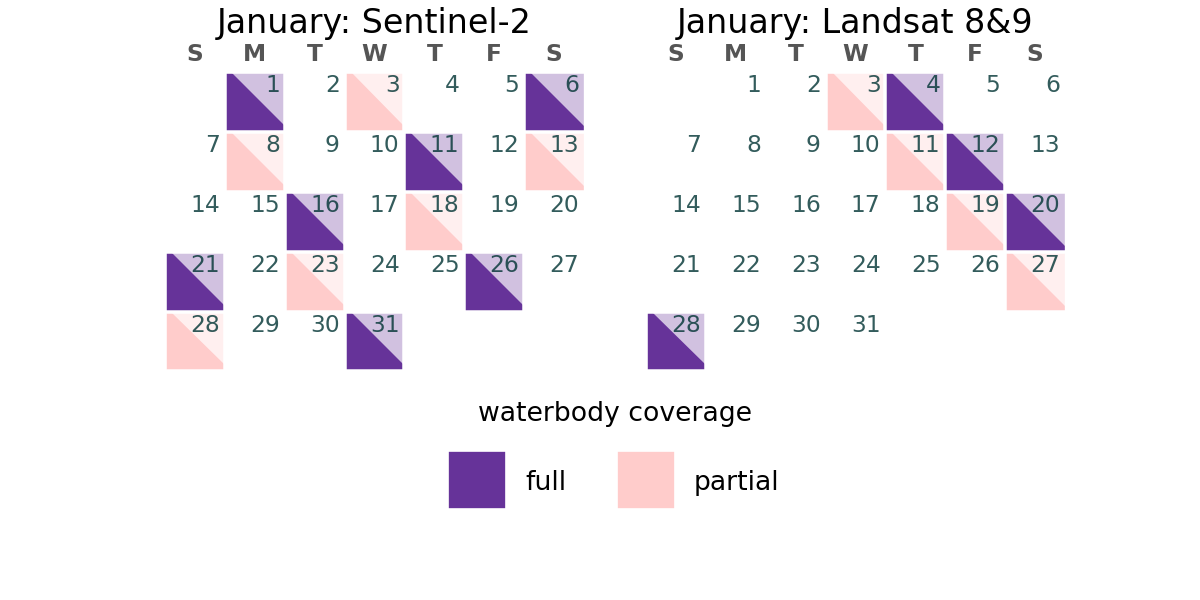 January: Sentinel-2
S M T W T F S
1 2 3 4 5 6
7 8 9 10 11 12 13
14 15 16 17 18 19 20
21 22 23 24 25 26 27
28 29 30 31
January: Landsat 8&9
S M T W T F S
1 2 3 4 5 6
7 8 9 10 11 12 13
14 15 16 17 18 19 20
21 22 23 24 25 26 27
28 29 30 31
waterbody coverage
full partial